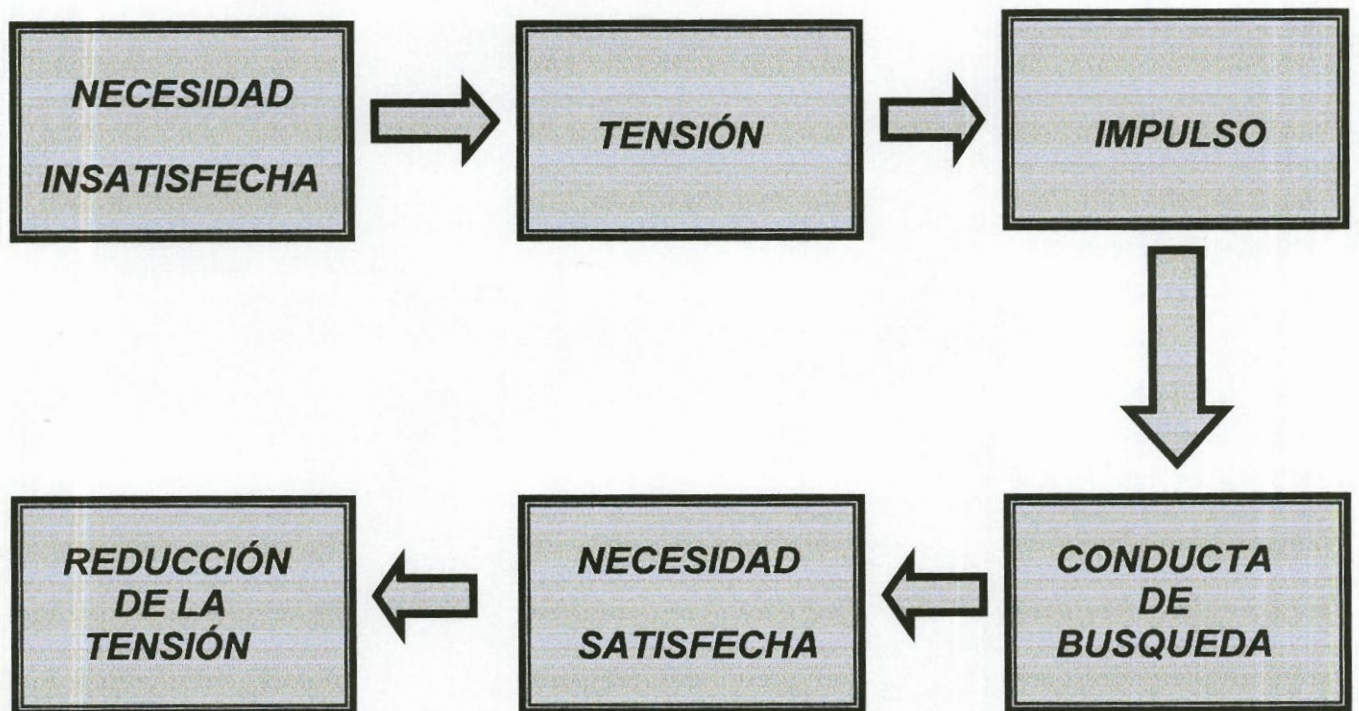 NECESIDAD
INSATISFECHA
TENSIÓN
IMPULSO
CONDUCTA
DE
BUSQUEDA
NECESIDAD
SATISFECHA
REDUCCIÓN
DE LA
TENSIÓN